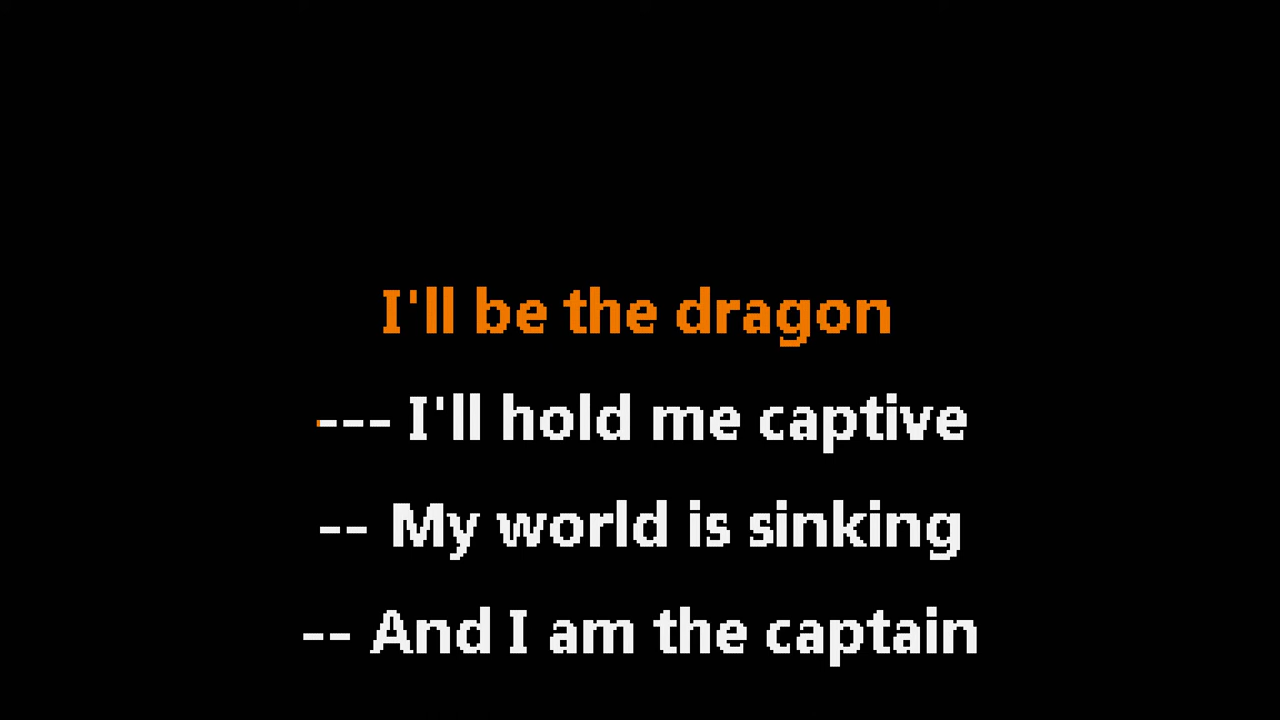 I'll be the dragon
--- I'll hold me captive
-- My world is sinking
-- And I am the captain